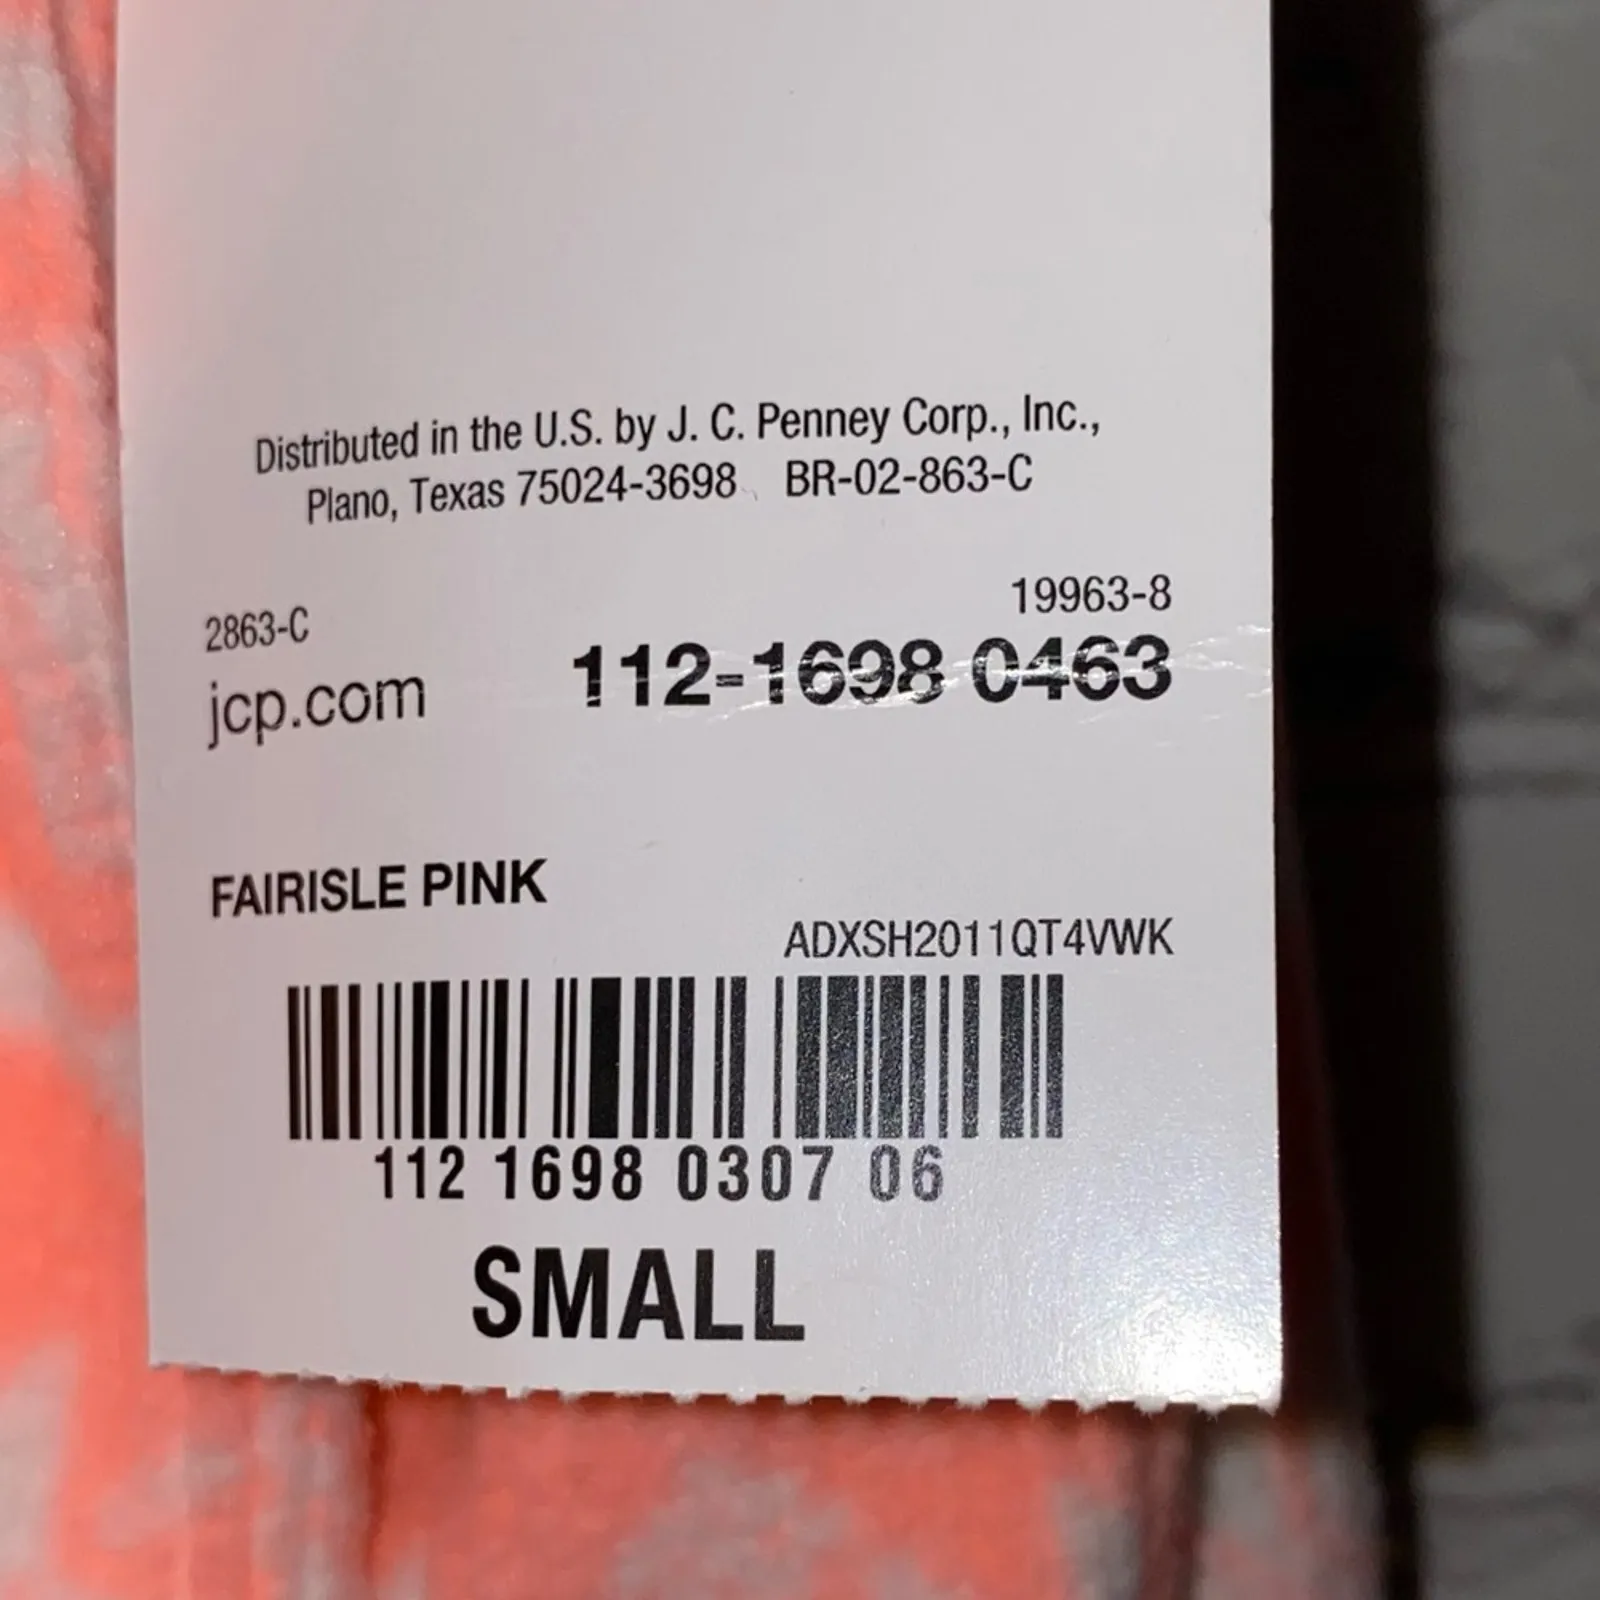 Distributed in the U.S. by J. C. Penney Corp., Inc.,
Plano, Texas 75024-3698 BR-02-863-C
19963-8
2863-C
jcp.com 112-1698 0463
FAIRISLE PINK
ADXSH2011QT4VWK
112 1698 0307 06
SMALL